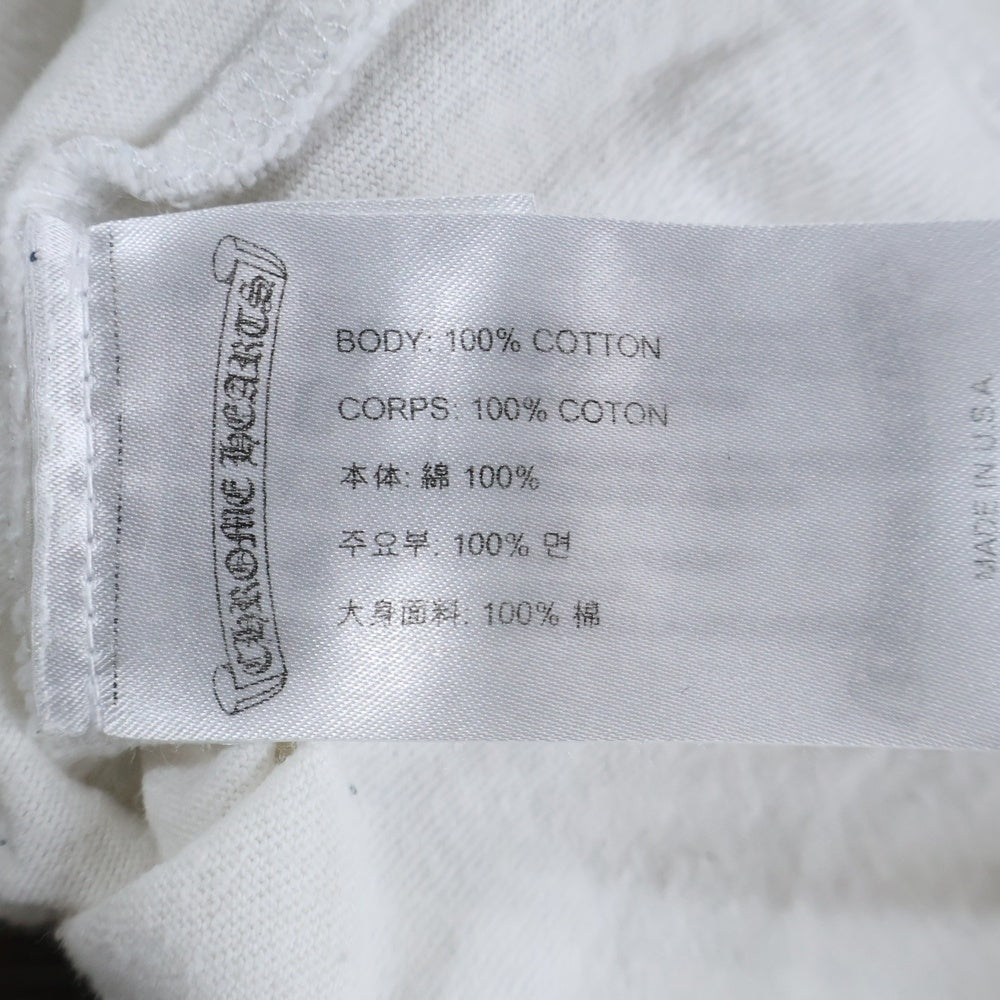 CHROME HEARTS
BODY: 100% COTTON
CORPS: 100% COTON
本体: 綿 100%
주요부: 100% 면
大身面料: 100% 棉
MADE IN U.S.A